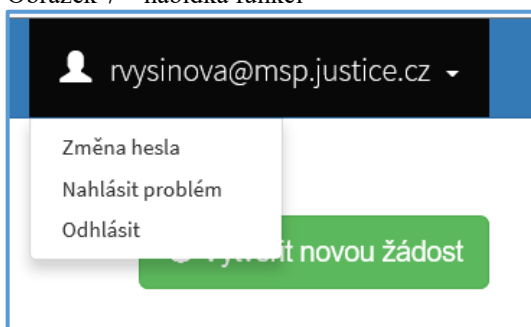 rvysinova@msp.justice.cz
Změna hesla
Nahlásit problém
Odhlásit
novou žádost